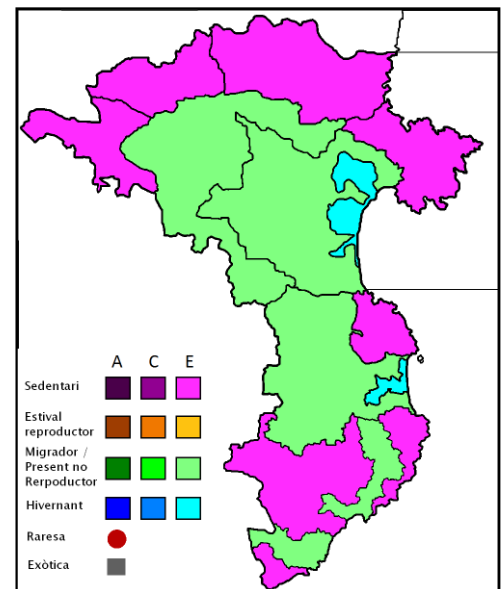 A C E
Sedentari
Estival
reproductor
Migrador /
Present no
Rerpoductor
Hivernant
Raresa
Exòtica